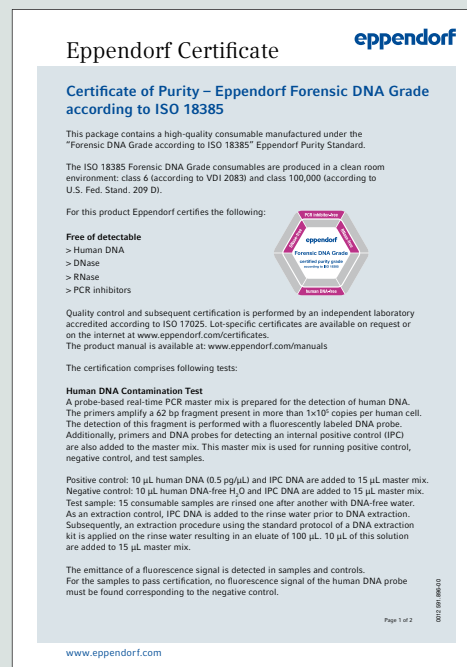 eppendorf
Eppendorf Certificate
Certificate of Purity – Eppendorf Forensic DNA Grade
according to ISO 18385
This package contains a high-quality consumable manufactured under the
“Forensic DNA Grade according to ISO 18385” Eppendorf Purity Standard.
The ISO 18385 Forensic DNA Grade consumables are produced in a clean room
environment: class 6 (according to VDI 2083) and class 100,000 (according to
U.S. Fed. Stand. 209 D).
For this product Eppendorf certifies the following:
Free of detectable
> Human DNA
> DNase
> RNase
> PCR inhibitors
PCR inhibitor-free
eppendorf
Forensic DNA Grade
certified purity grade
according to ISO 18385
human DNA-free
Quality control and subsequent certification is performed by an independent laboratory
accredited according to ISO 17025. Lot-specific certificates are available on request or
on the internet at www.eppendorf.com/certificates.
The product manual is available at: www.eppendorf.com/manuals
The certification comprises following tests:
Human DNA Contamination Test
A probe-based real-time PCR master mix is prepared for the detection of human DNA.
The primers amplify a 62 bp fragment present in more than 1×10⁵ copies per human cell.
The detection of this fragment is performed with a fluorescently labeled DNA probe.
Additionally, primers and DNA probes for detecting an internal positive control (IPC)
are also added to the master mix. This master mix is used for running positive control,
negative control, and test samples.
Positive control: 10 µL human DNA (0.5 pg/µL) and IPC DNA are added to 15 µL master mix.
Negative control: 10 µL human DNA-free H₂O and IPC DNA are added to 15 µL master mix.
Test sample: 15 consumable samples are rinsed one after another with DNA-free water.
As an extraction control, IPC DNA is added to the rinse water prior to DNA extraction.
Subsequently, an extraction procedure using the standard protocol of a DNA extraction
kit is applied on the rinse water resulting in an eluate of 100 µL. 10 µL of this solution
are added to 15 µL master mix.
The emittance of a fluorescence signal is detected in samples and controls.
For the samples to pass certification, no fluorescence signal of the human DNA probe
must be found corresponding to the negative control.
Page 1 of 2
www.eppendorf.com